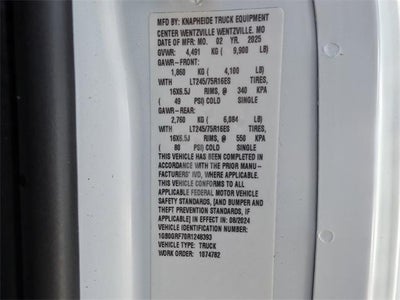 MFD BY: KNAPHEIDE TRUCK EQUIPMENT
CENTER WENTZVILLE WENTZVILLE, MO
DATE OF MFR: MO. 02 YR. 2025
GVWR: 4,491 KG ( 9,900 LB)
GAWR-FRONT:
1,860 KG ( 4,100 LB)
WITH LT245/75R16ES TIRES,
16X6.5J RIMS, @ 340 KPA
( 49 PSI) COLD SINGLE
GAWR-REAR:
2,760 KG ( 6,084 LB)
WITH LT245/75R16ES TIRES,
16X6.5J RIMS, @ 550 KPA
( 80 PSI) COLD SINGLE
THIS VEHICLE HAS BEEN COMPLETED IN
ACCORDANCE WITH THE PRIOR MANU-
FACTURERS' IVD, WHERE APPLICABLE.
THIS VEHICLE CONFORMS TO ALL
APPLICABLE FEDERAL MOTOR VEHICLE
SAFETY STANDARDS, [AND BUMPER AND
THEFT PREVENTION STANDARDS, IF
APPLICABLE] IN EFFECT IN: 08/2024
VEHICLE IDENTIFICATION NUMBER:
1GB0GRF70R1248393
VEHICLE TYPE: TRUCK
WORK ORDER: 1074782